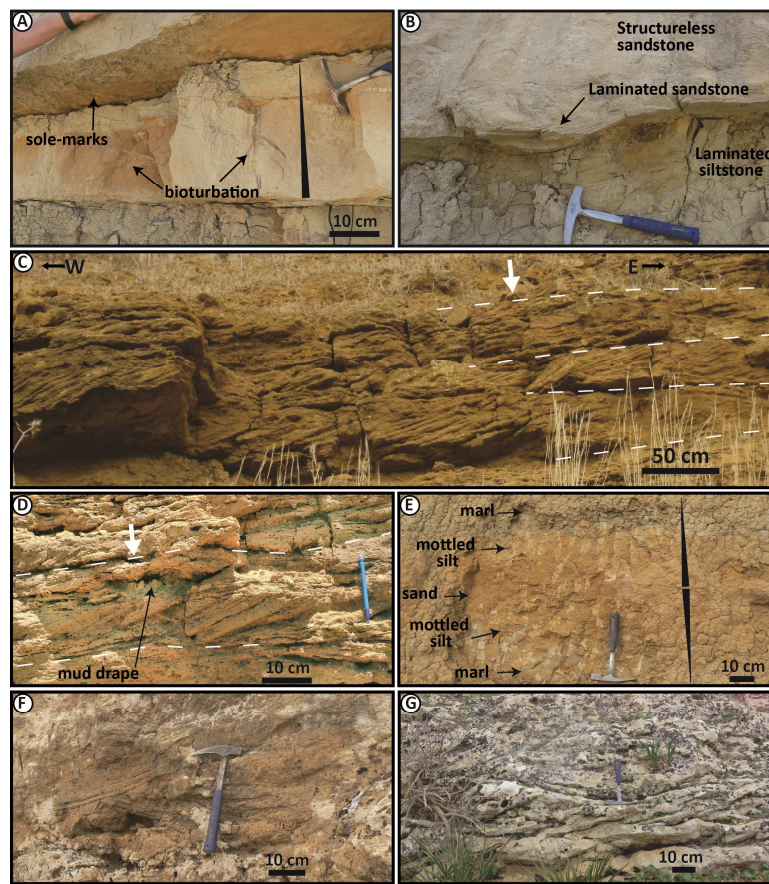 A
sole-marks
bioturbation
10 cm
B
Structureless
sandstone
Laminated sandstone
Laminated
siltstone
C
W
E
50 cm
D
mud drape
10 cm
E
marl
mottled
silt
sand
mottled
silt
marl
10 cm
F
10 cm
G
10 cm